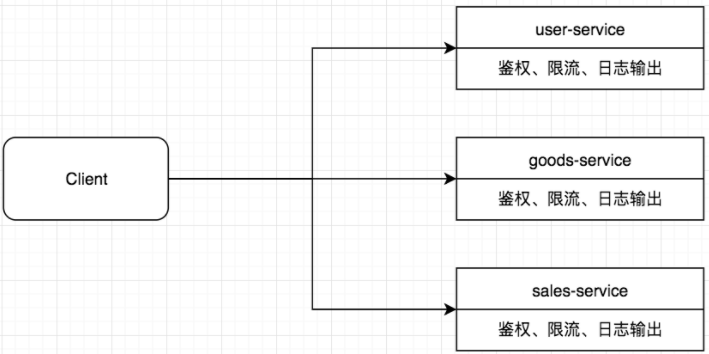 user-service
鉴权、限流、日志输出
Client
goods-service
鉴权、限流、日志输出
sales-service
鉴权、限流、日志输出